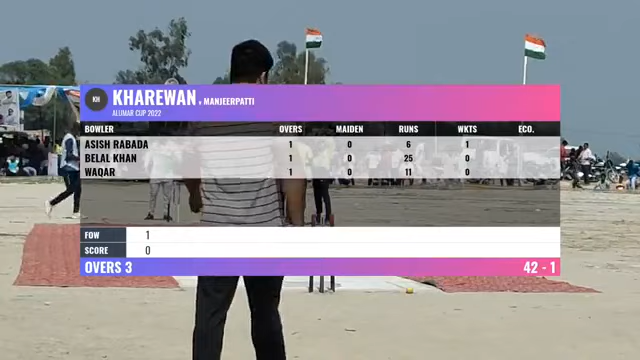 KH
KHAREWAN v MANJEERPATTI
ALUMAR CUP 2022
BOWLER OVERS MAIDEN RUNS WKTS ECO.
ASISH RABADA 1 0 6 1
BELAL KHAN 1 0 25 0
WAQAR 1 0 11 0
FOW 1
SCORE 0
OVERS 3 42 - 1